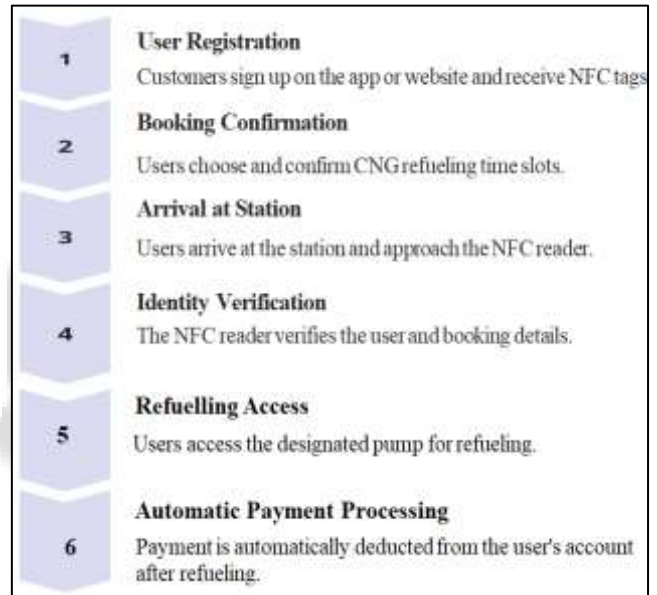 1
User Registration
Customers sign up on the app or website and receive NFC tags
2
Booking Confirmation
Users choose and confirm CNG refueling time slots.
3
Arrival at Station
Users arrive at the station and approach the NFC reader.
4
Identity Verification
The NFC reader verifies the user and booking details.
5
Refuelling Access
Users access the designated pump for refueling.
6
Automatic Payment Processing
Payment is automatically deducted from the user's account
after refueling.